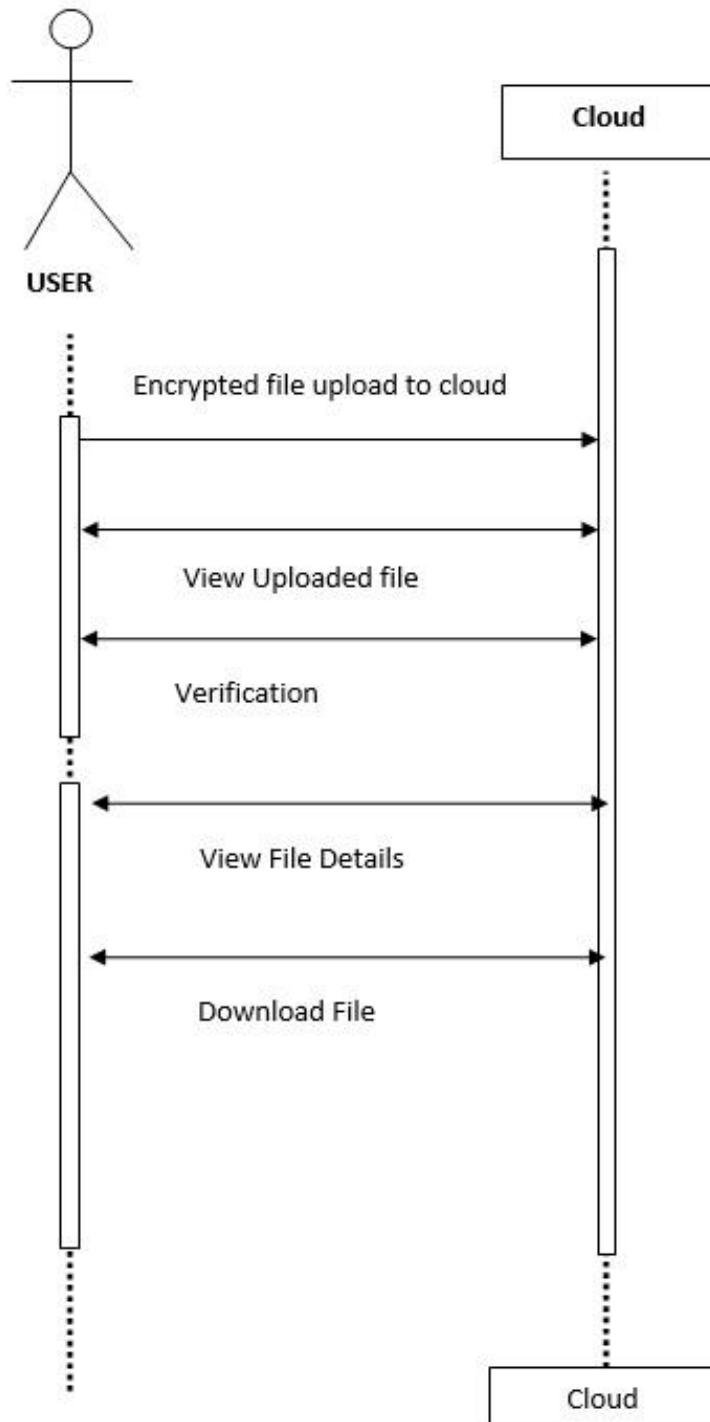 Cloud
USER
Encrypted file upload to cloud
View Uploaded file
Verification
View File Details
Download File
Cloud